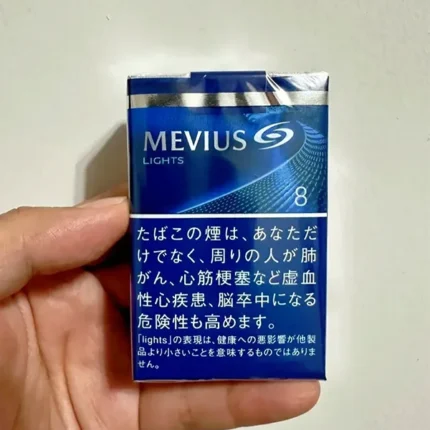 MEVIUS
LIGHTS
8
たばこの煙は、あなただ
けでなく、周りの人が肺
がん、心筋梗塞など虚血
性心疾患、脳卒中になる
危険性も高めます。
「lights」の表現は、健康への悪影響が他製
品より小さいことを意味するものではありま
せん。